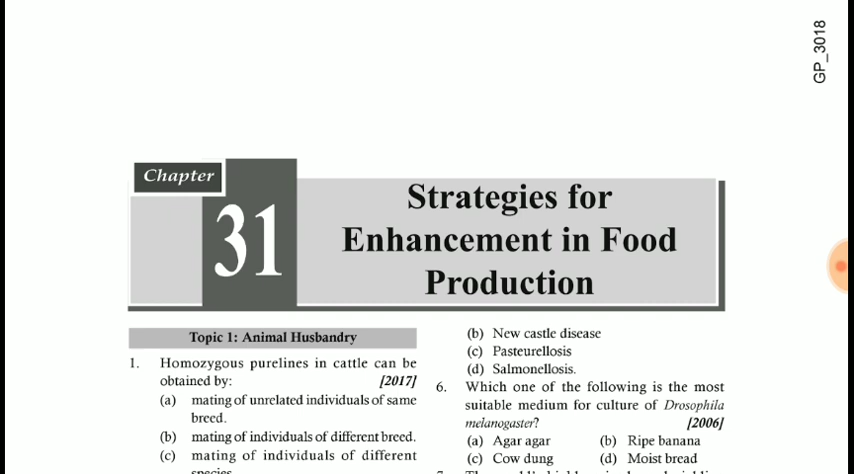 GP_3018
Chapter
31
Strategies for
Enhancement in Food
Production
Topic 1: Animal Husbandry
1. Homozygous purelines in cattle can be
obtained by: [2017]
(a) mating of unrelated individuals of same
breed.
(b) mating of individuals of different breed.
(c) mating of individuals of different
species
(b) New castle disease
(c) Pasteurellosis
(d) Salmonellosis.
6. Which one of the following is the most
suitable medium for culture of Drosophila
melanogaster? [2006]
(a) Agar agar (b) Ripe banana
(c) Cow dung (d) Moist bread